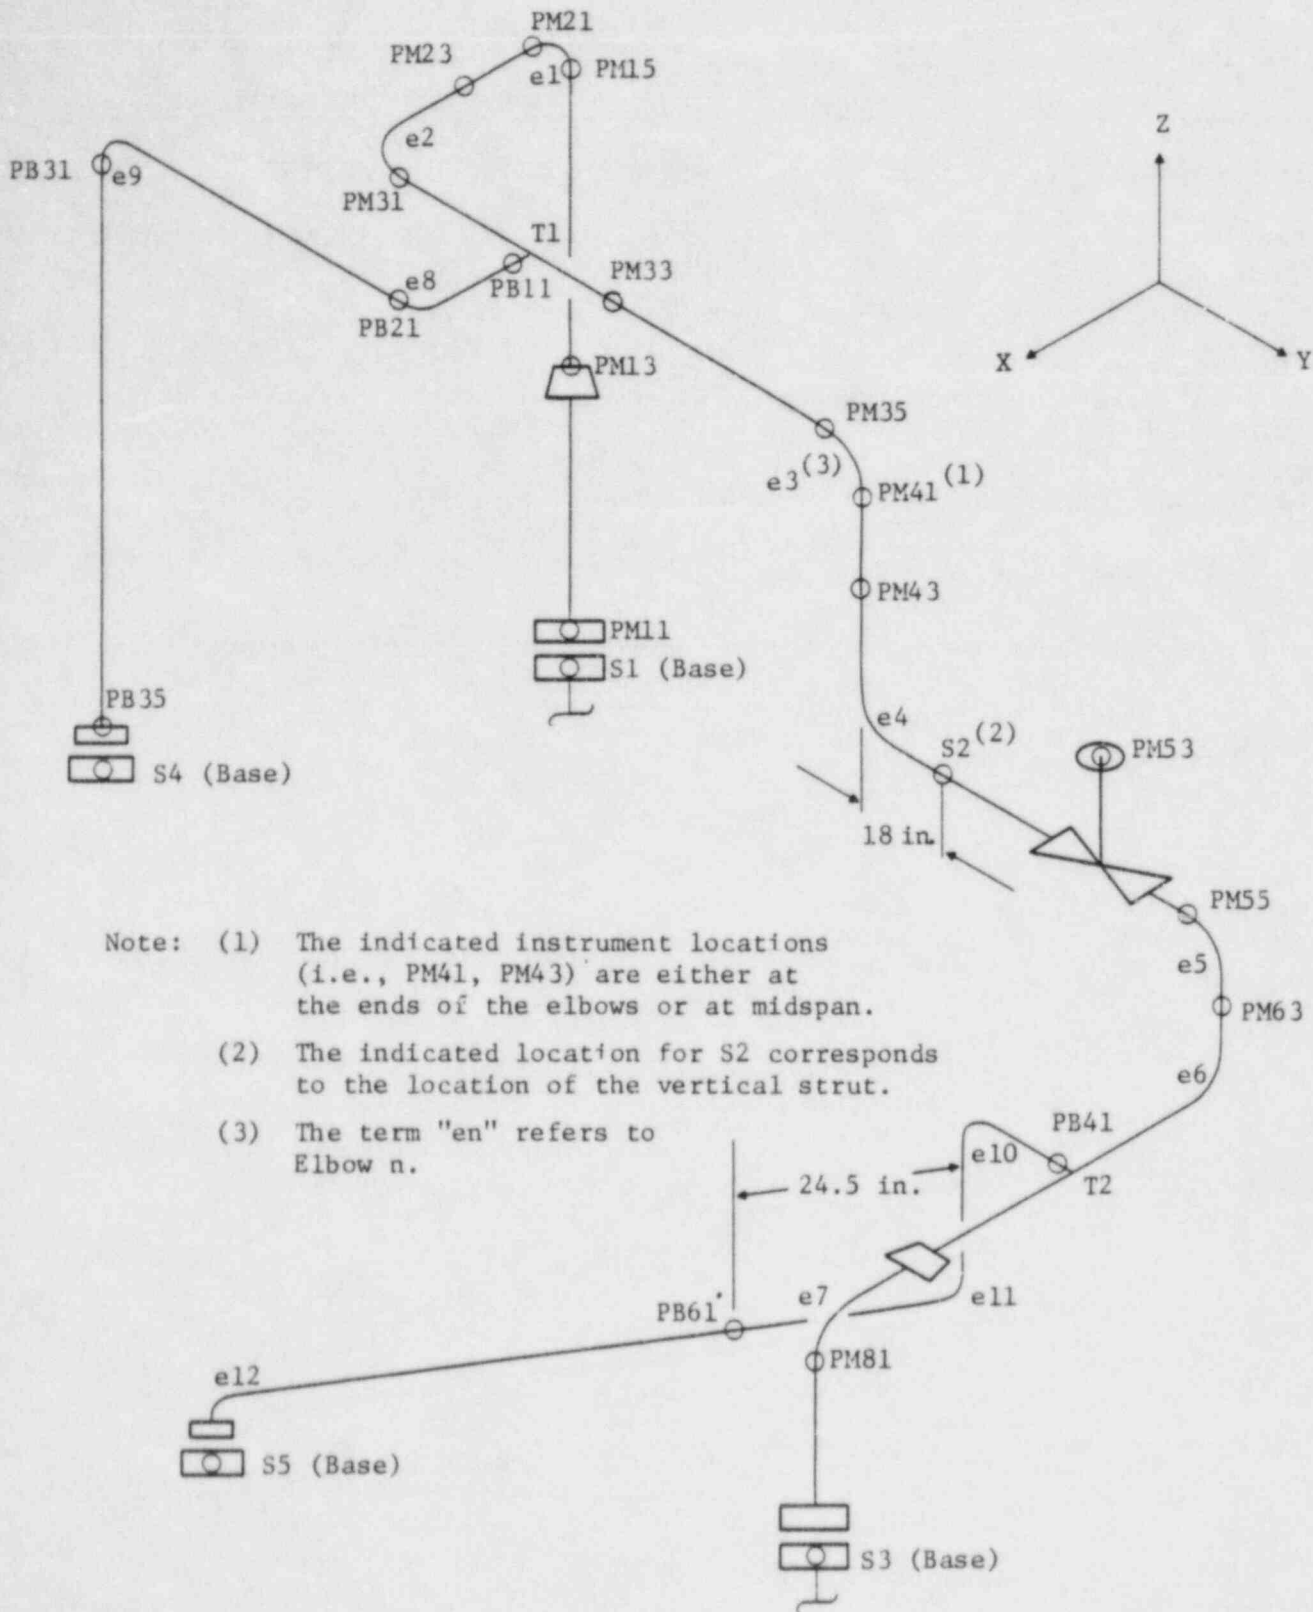 PM21
PM23
e1
PM15
Z
e2
PB31
e9
PM31
T1
PM33
e8
PB11
PB21
X
Y
PM13
PM35
e3(3)
PM41(1)
PM43
PM11
S1 (Base)
PB35
e4
S2(2)
PM53
S4 (Base)
18 in.
PM55
Note: (1) The indicated instrument locations
(i.e., PM41, PM43) are either at
the ends of the elbows or at midspan.
e5
PM63
(2) The indicated location for S2 corresponds
to the location of the vertical strut.
e6
(3) The term "en" refers to
Elbow n.
PB41
e10
24.5 in.
T2
e7
e11
PB61
PM81
e12
S5 (Base)
S3 (Base)